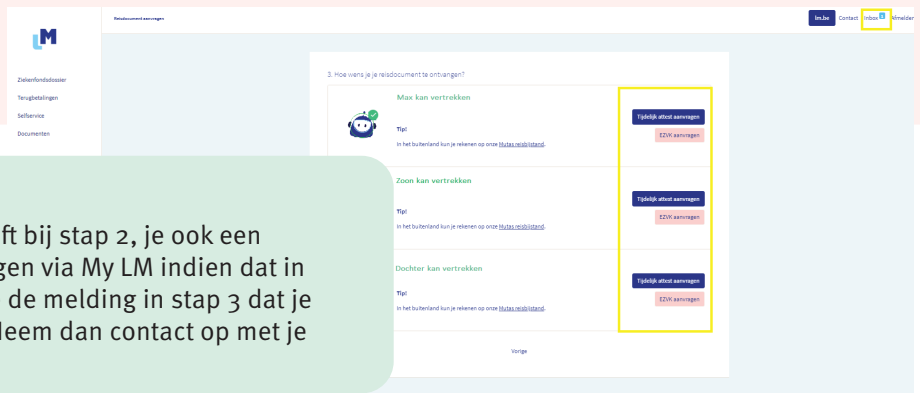 Reisdocument aanvragen
lm.be Contact Inbox 1 Afmelden
LM
Ziekenfondsdossier
Terugbetalingen
Selfservice
Documenten
3. Hoe wens je je reisdocument te ontvangen?
Max kan vertrekken
Tip!
In het buitenland kun je rekenen op onze Mutas reisbijstand.
Tijdelijk attest aanvragen
EZVK aanvragen
Zoon kan vertrekken
Tip!
In het buitenland kun je rekenen op onze Mutas reisbijstand.
Tijdelijk attest aanvragen
EZVK aanvragen
Dochter kan vertrekken
Tip!
In het buitenland kun je rekenen op onze Mutas reisbijstand.
Tijdelijk attest aanvragen
EZVK aanvragen
Vorige
ft bij stap 2, je ook een
gen via My LM indien dat in
de melding in stap 3 dat je
Neem dan contact op met je